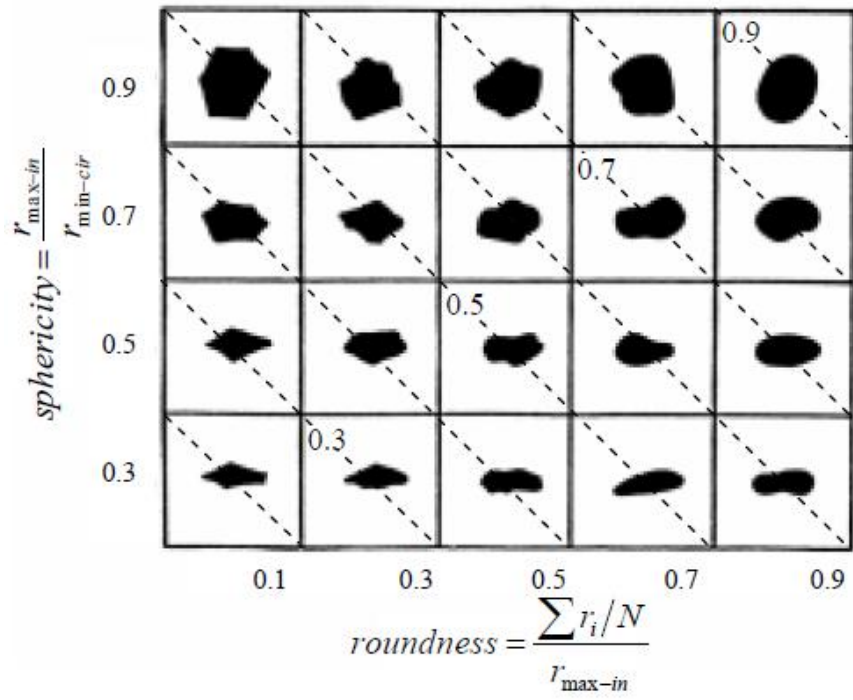 0.9
0.9
0.7
0.7
0.5
0.5
0.3
0.3
sphericity = r_max-in / r_min-cir
0.1 0.3 0.5 0.7 0.9
roundness = ∑ r_i/N / r_max-in